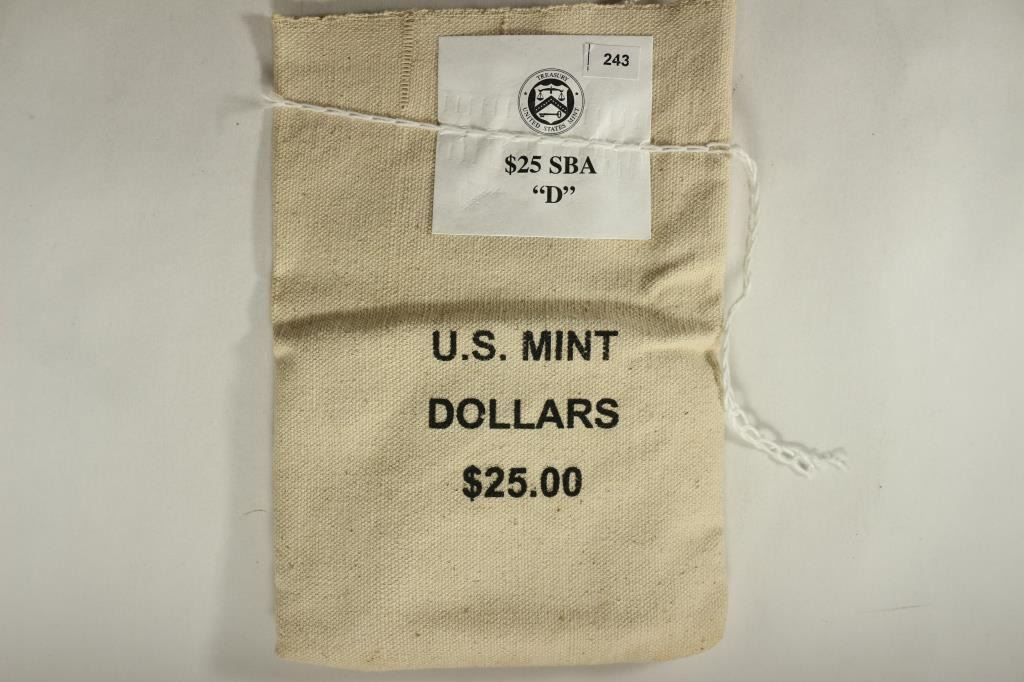 243
TREASURY
UNITED STATES MINT
$25 SBA
“D”
U.S. MINT
DOLLARS
$25.00